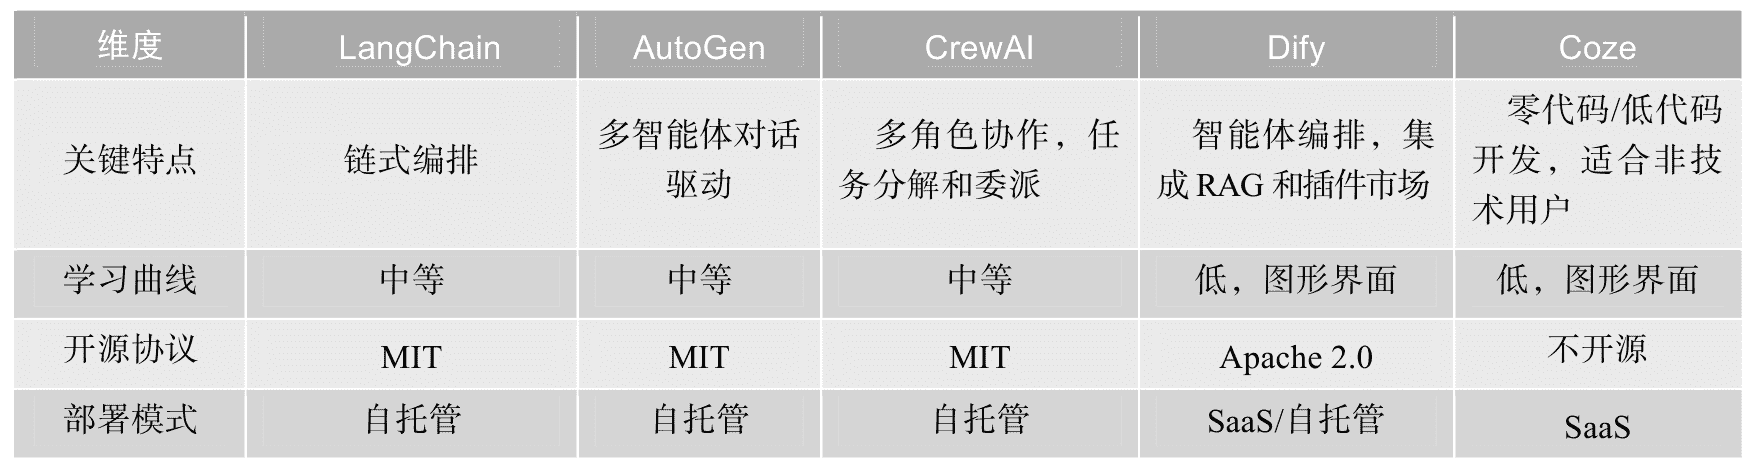 维度 LangChain AutoGen CrewAI Dify Coze
关键特点
链式编排
多智能体对话
驱动
多角色协作，任
务分解和委派
智能体编排，集
成 RAG 和插件市场
零代码/低代码
开发，适合非技
术用户
学习曲线 中等 中等 中等 低，图形界面 低，图形界面
开源协议 MIT MIT MIT Apache 2.0 不开源
部署模式 自托管 自托管 自托管 SaaS/自托管 SaaS